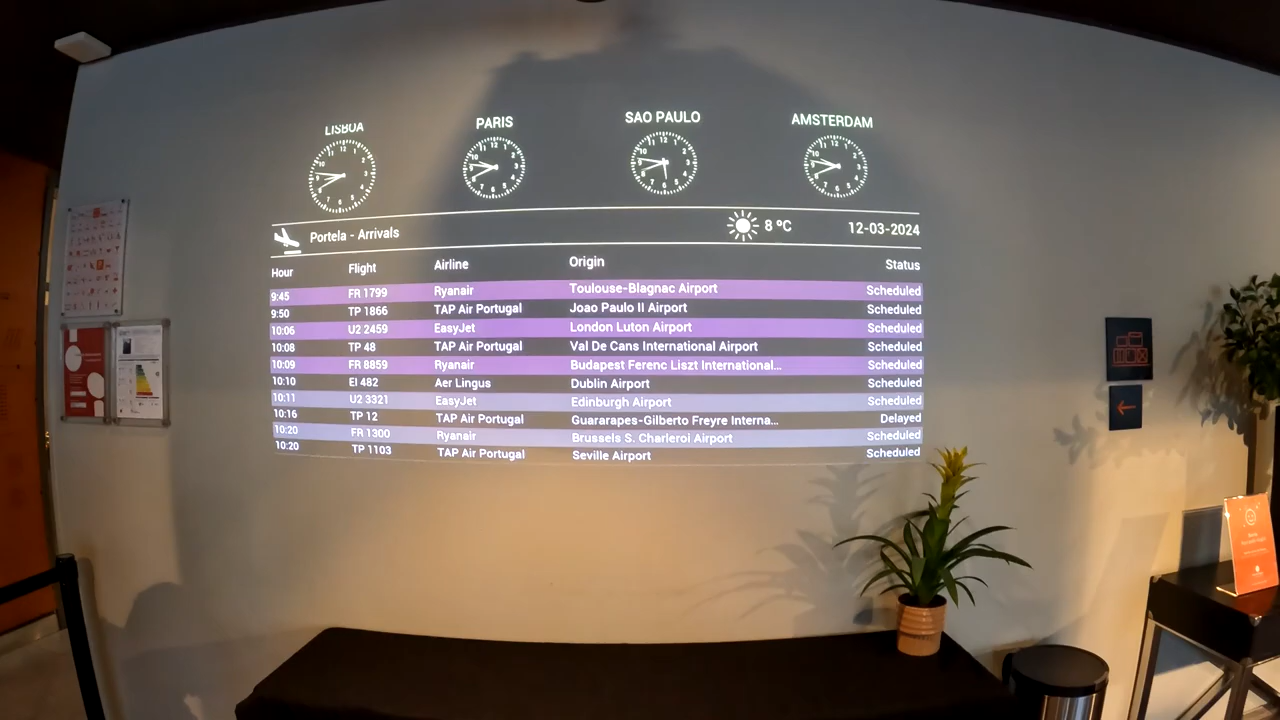 LISBOA PARIS SAO PAULO AMSTERDAM
Portela - Arrivals 8 ºC 12-03-2024
Hour Flight Airline Origin Status
9:45 FR 1799 Ryanair Toulouse-Blagnac Airport Scheduled
9:50 TP 1866 TAP Air Portugal Joao Paulo II Airport Scheduled
10:06 U2 2459 EasyJet London Luton Airport Scheduled
10:08 TP 48 TAP Air Portugal Val De Cans International Airport Scheduled
10:09 FR 8859 Ryanair Budapest Ferenc Liszt International... Scheduled
10:10 EI 482 Aer Lingus Dublin Airport Scheduled
10:11 U2 3321 EasyJet Edinburgh Airport Scheduled
10:16 TP 12 TAP Air Portugal Guararapes-Gilberto Freyre Interna... Delayed
10:20 FR 1300 Ryanair Brussels S. Charleroi Airport Scheduled
10:20 TP 1103 TAP Air Portugal Seville Airport Scheduled